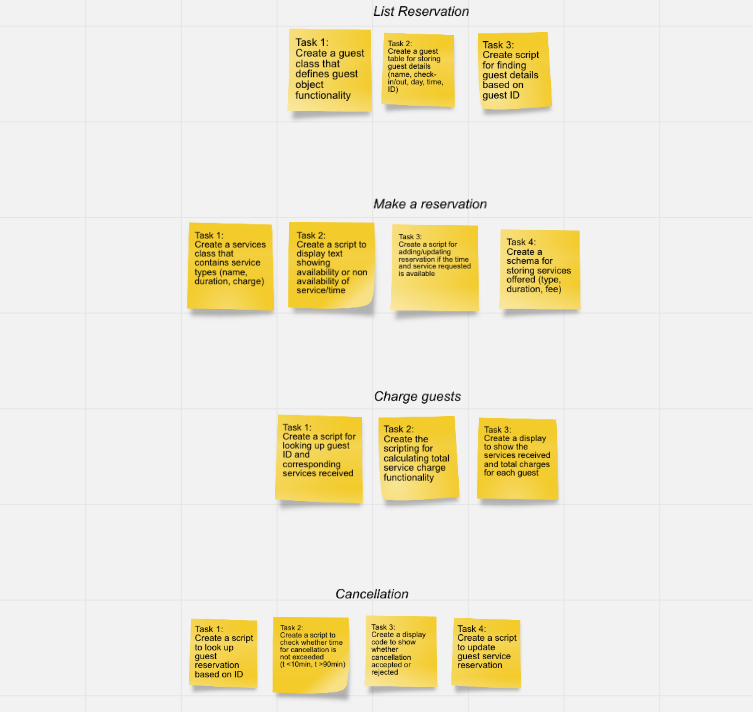 List Reservation
Task 1:
Create a guest
class that
defines guest
object
functionality
Task 2:
Create a guest
table for storing
guest details
(name, check-
in/out, day, time,
ID)
Task 3:
Create script
for finding
guest details
based on
guest ID
Make a reservation
Task 1:
Create a services
class that
contains service
types (name,
duration, charge)
Task 2:
Create a script to
display text
showing
availability or non
availability of
service/time
Task 3:
Create a script for
adding/updating
reservation if the time
and service requested
is available
Task 4:
Create a
schema for
storing services
offered (type,
duration, fee)
Charge guests
Task 1:
Create a script for
looking up guest
ID and
corresponding
services received
Task 2:
Create the
scripting for
calculating total
service charge
functionality
Task 3:
Create a display
to show the
services received
and total charges
for each guest
Cancellation
Task 1:
Create a script
to look up
guest
reservation
based on ID
Task 2:
Create a script to
check whether time
for cancellation is
not exceeded
(t <10min, t >90min)
Task 3:
Create a display
code to show
whether
cancellation
accepted or
rejected
Task 4:
Create a script
to update
guest service
reservation